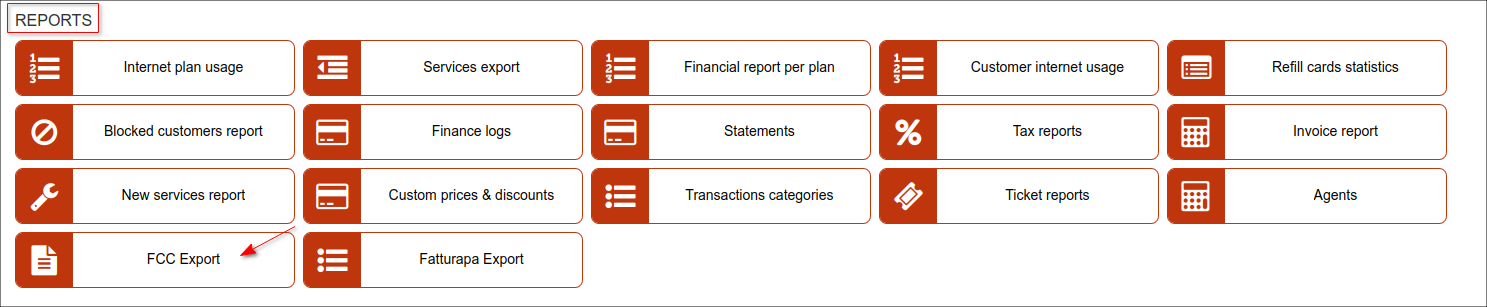 REPORTS
Internet plan usage
Services export
Financial report per plan
Customer internet usage
Refill cards statistics
Blocked customers report
Finance logs
Statements
Tax reports
Invoice report
New services report
Custom prices & discounts
Transactions categories
Ticket reports
Agents
FCC Export
Fatturapa Export